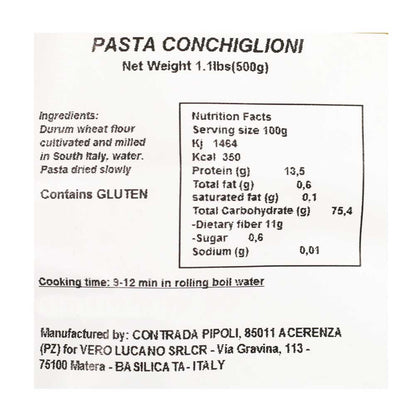 PASTA CONCHIGLIONI
Net Weight 1.1lbs(500g)
Ingredients:
Durum wheat flour
cultivated and milled
in South Italy, water.
Pasta dried slowly
Contains GLUTEN
Nutrition Facts
Serving size 100g
Kj 1464
Kcal 350
Protein (g) 13,5
Total fat (g) 0,6
saturated fat (g) 0,1
Total Carbohydrate (g) 75,4
-Dietary fiber 11g
-Sugar 0,6
Sodium (g) 0,01
Cooking time: 9-12 min in rolling boil water
Manufactured by: CONTRADA PIPOLI, 85011 ACERENZA
(PZ) for VERO LUCANO SRLCR - Via Gravina, 113 -
75100 Matera - BASILICATA- ITALY